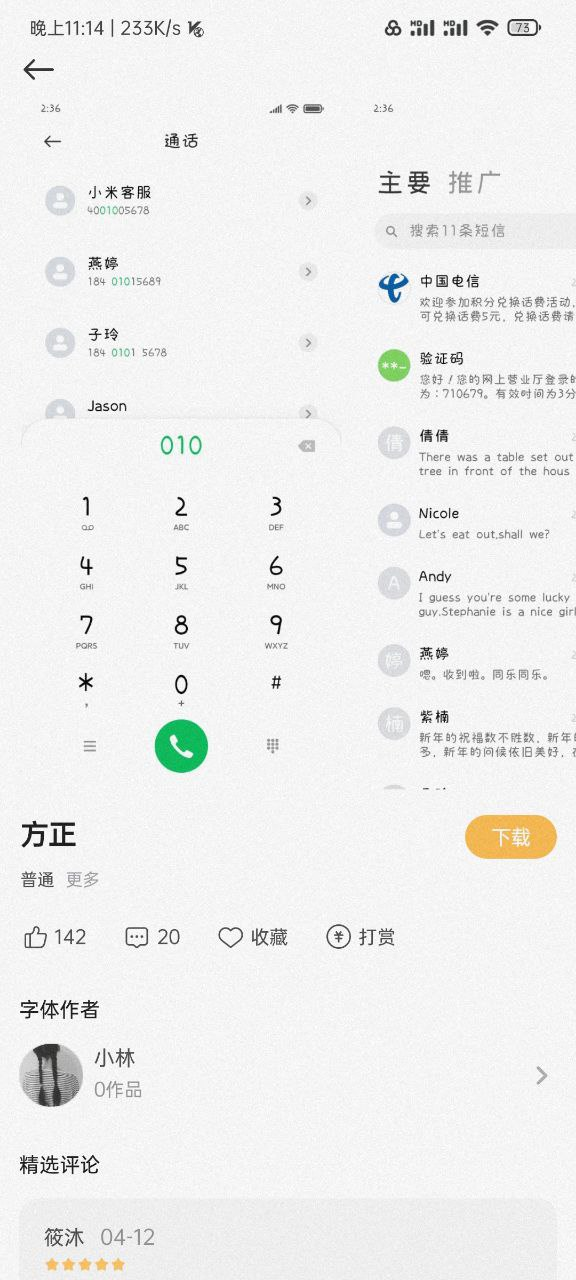 晚上11:14 | 233K/s
HD HD 73
2:36
通话
小米客服
4001005678
燕婷
184 01015689
子玲
184 0101 5678
Jason
010
1 2 3
ABC DEF
4 5 6
GHI JKL MNO
7 8 9
PQRS TUV WXYZ
* 0 #
, +
2:36
主要 推广
搜索11条短信
中国电信
欢迎参加积分兑换话费活动,
可兑换话费5元，兑换话费请
验证码
您好！您的网上营业厅登录的
为：710679。有效时间为3分
倩 倩倩
There was a table set out
tree in front of the hous
Nicole
Let's eat out,shall we?
A Andy
I guess you're some lucky
guy.Stephanie is a nice girl
婷 燕婷
嗯。收到啦。同乐同乐。
楠 紫楠
新年的祝福数不胜数，新年的
多，新年的问候依旧美好，在
方正
下载
普通 更多
142 20 收藏 打赏
字体作者
小林
0作品
精选评论
筱沐 04-12